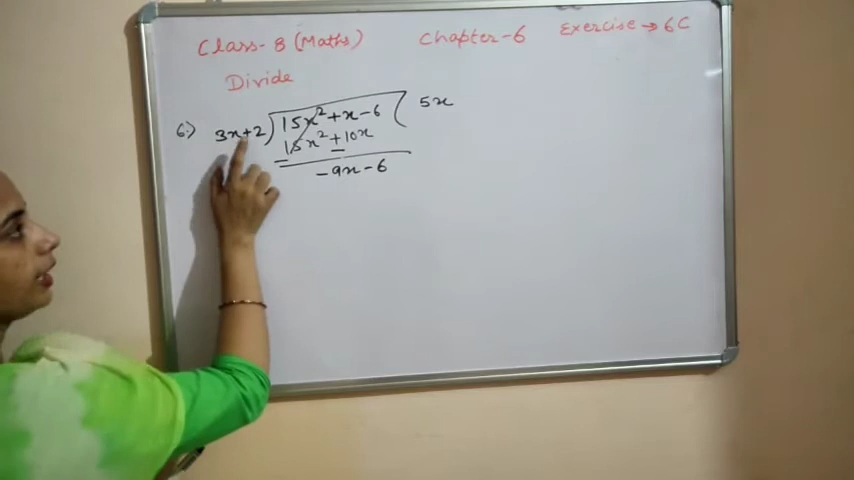 Class-8 (Maths) Chapter-6 Exercise → 6C
Divide
6:) 3x+2 ) 15x²+x-6 ( 5x
15x²+10x
- -
-9x-6